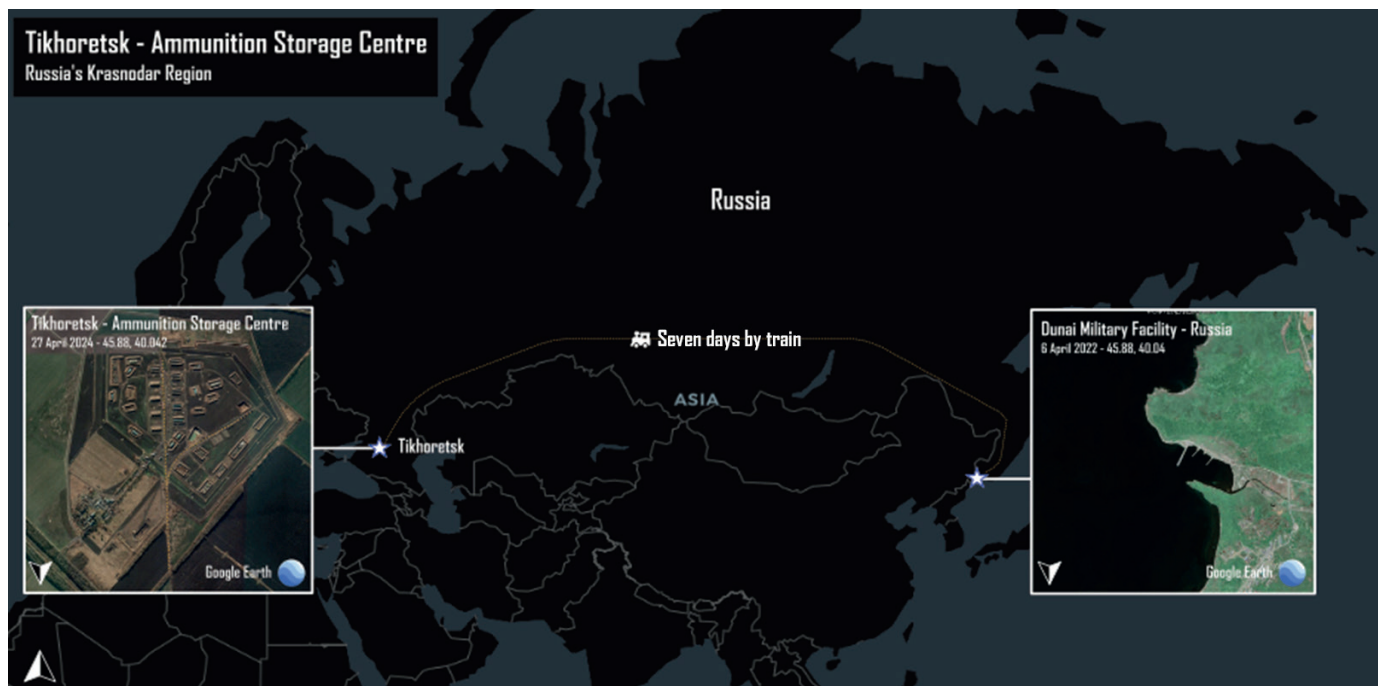 Tikhoretsk - Ammunition Storage Centre
Russia's Krasnodar Region
Russia
Tikhoretsk - Ammunition Storage Centre
27 April 2024 - 45.88, 40.042
Google Earth
Seven days by train
ASIA
Tikhoretsk
Dunai Military Facility - Russia
6 April 2022 - 45.88, 40.04
Google Earth